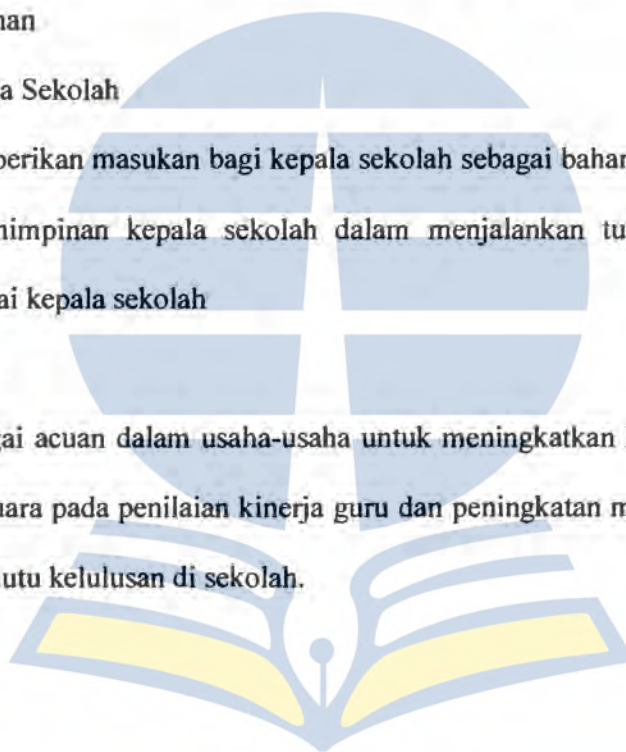 nan
a Sekolah
berikan masukan bagi kepala sekolah sebagai bahan
nimpinan kepala sekolah dalam menjalankan tu
ai kepala sekolah
gai acuan dalam usaha-usaha untuk meningkatkan
uara pada penilaian kinerja guru dan peningkatan m
utu kelulusan di sekolah.